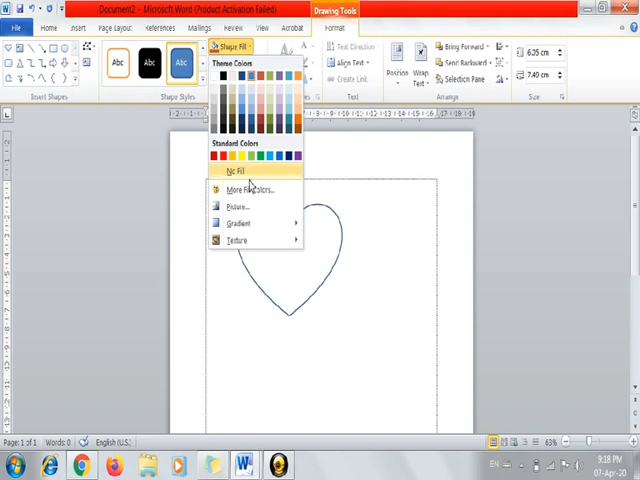 Document2 - Microsoft Word (Product Activation Failed)
Drawing Tools
File
Home
Insert
Page Layout
References
Mailings
Review
View
Acrobat
Format
Shape Fill
Abc
Abc
Abc
Insert Shapes
Shape Styles
Text Direction
Align Text
Create Link
Text
Position
Wrap Text
Bring Forward
Send Backward
Selection Pane
Arrange
6.35 cm
7.49 cm
Size
Theme Colors
Standard Colors
No Fill
More Fill Colors...
Picture...
Gradient
Texture
Page: 1 of 1
Words: 0
English (U.S.)
63%
EN
9:18 PM
07-Apr-20